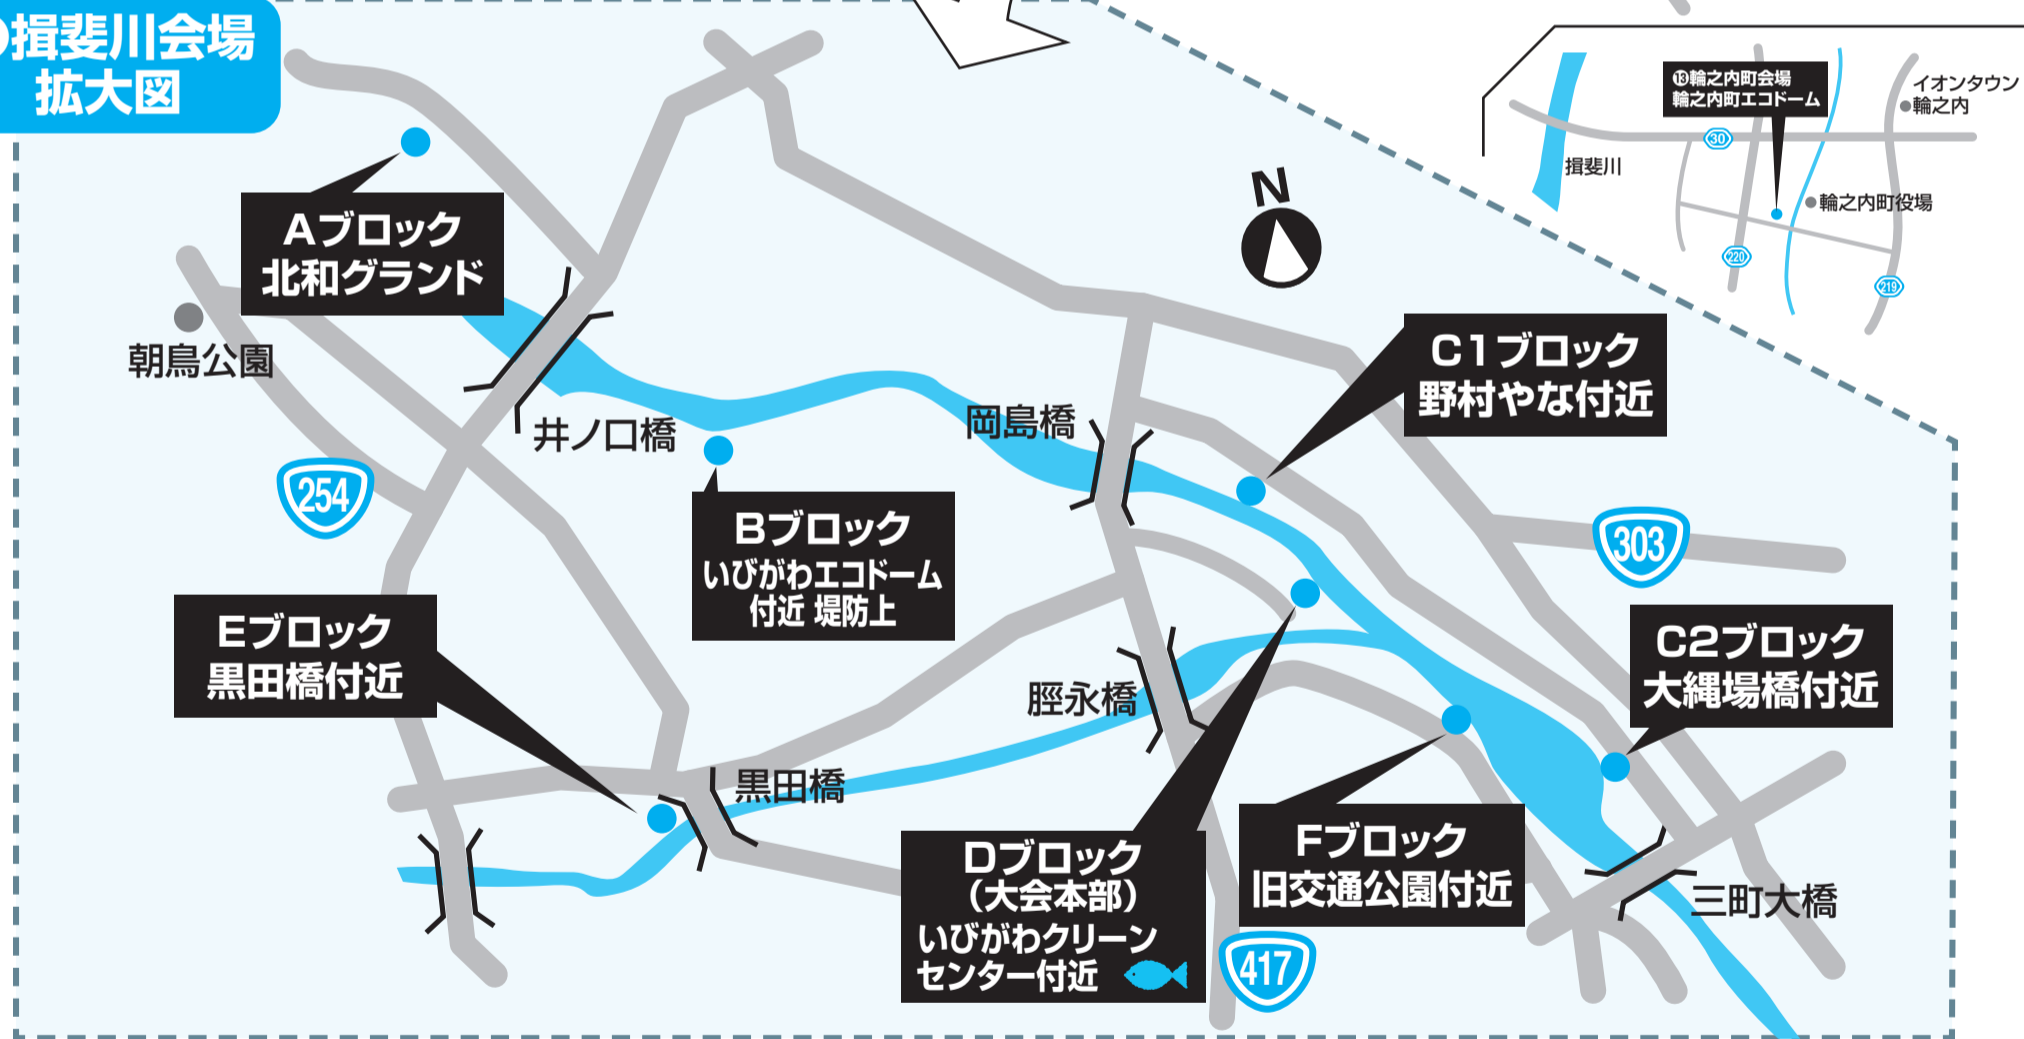 揖斐川会場
拡大図
Aブロック
北和グランド
朝鳥公園
254
井ノ口橋
Bブロック
いびがわエコドーム
付近 堤防上
Eブロック
黒田橋付近
黒田橋
岡島橋
脛永橋
N
C1ブロック
野村やな付近
303
C2ブロック
大縄場橋付近
Dブロック
(大会本部)
いびがわクリーン
センター付近
Fブロック
旧交通公園付近
417
三町大橋
⓭輪之内町会場
輪之内町エコドーム
イオンタウン
輪之内
30
揖斐川
輪之内町役場
220
219